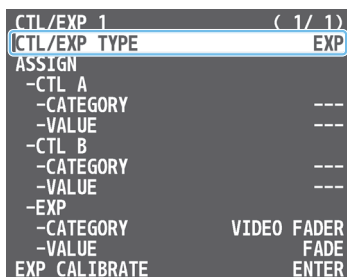 CTL/EXP 1 ( 1/ 1)
CTL/EXP TYPE EXP
ASSIGN
-CTL A
-CATEGORY ---
-VALUE ---
-CTL B
-CATEGORY ---
-VALUE ---
-EXP
-CATEGORY VIDEO FADER
-VALUE FADE
EXP CALIBRATE ENTER